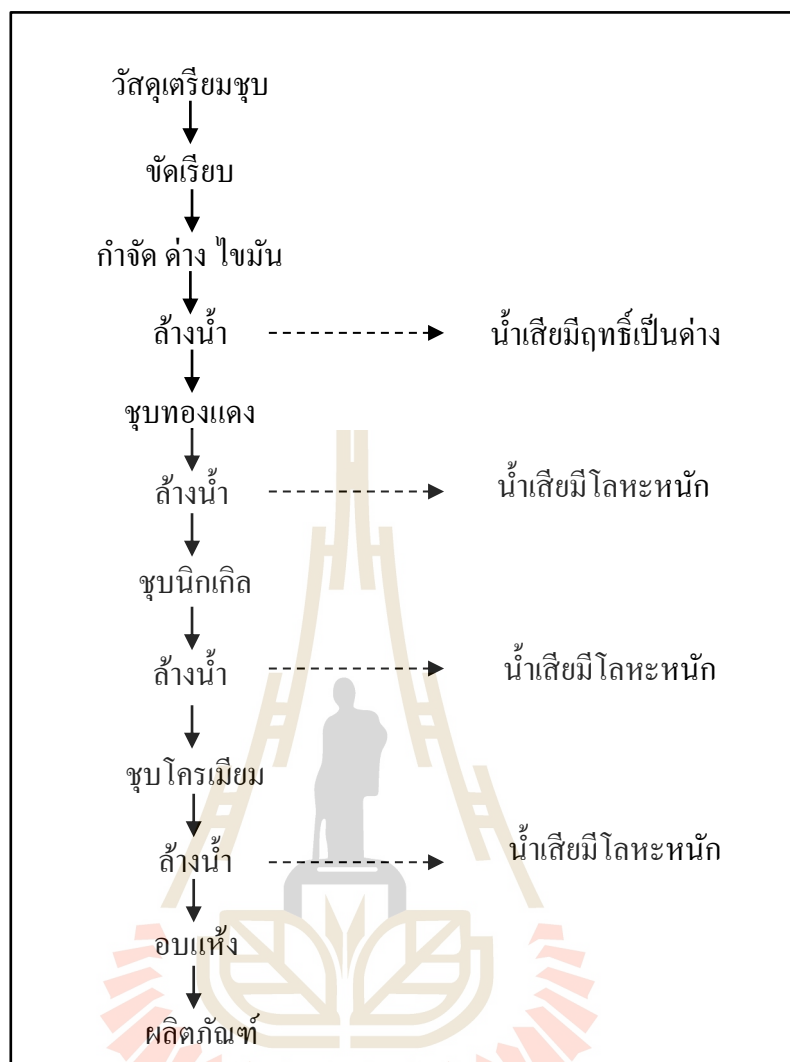 วัสดุเตรียมชุบ
ขัดเรียบ
กำจัด ด่าง ไขมัน
ล้างน้ำ
น้ำเสียมีฤทธิ์เป็นด่าง
ชุบทองแดง
ล้างน้ำ
น้ำเสียมีโลหะหนัก
ชุบนิกเกิล
ล้างน้ำ
น้ำเสียมีโลหะหนัก
ชุบโครเมียม
ล้างน้ำ
น้ำเสียมีโลหะหนัก
อบแห้ง
ผลิตภัณฑ์